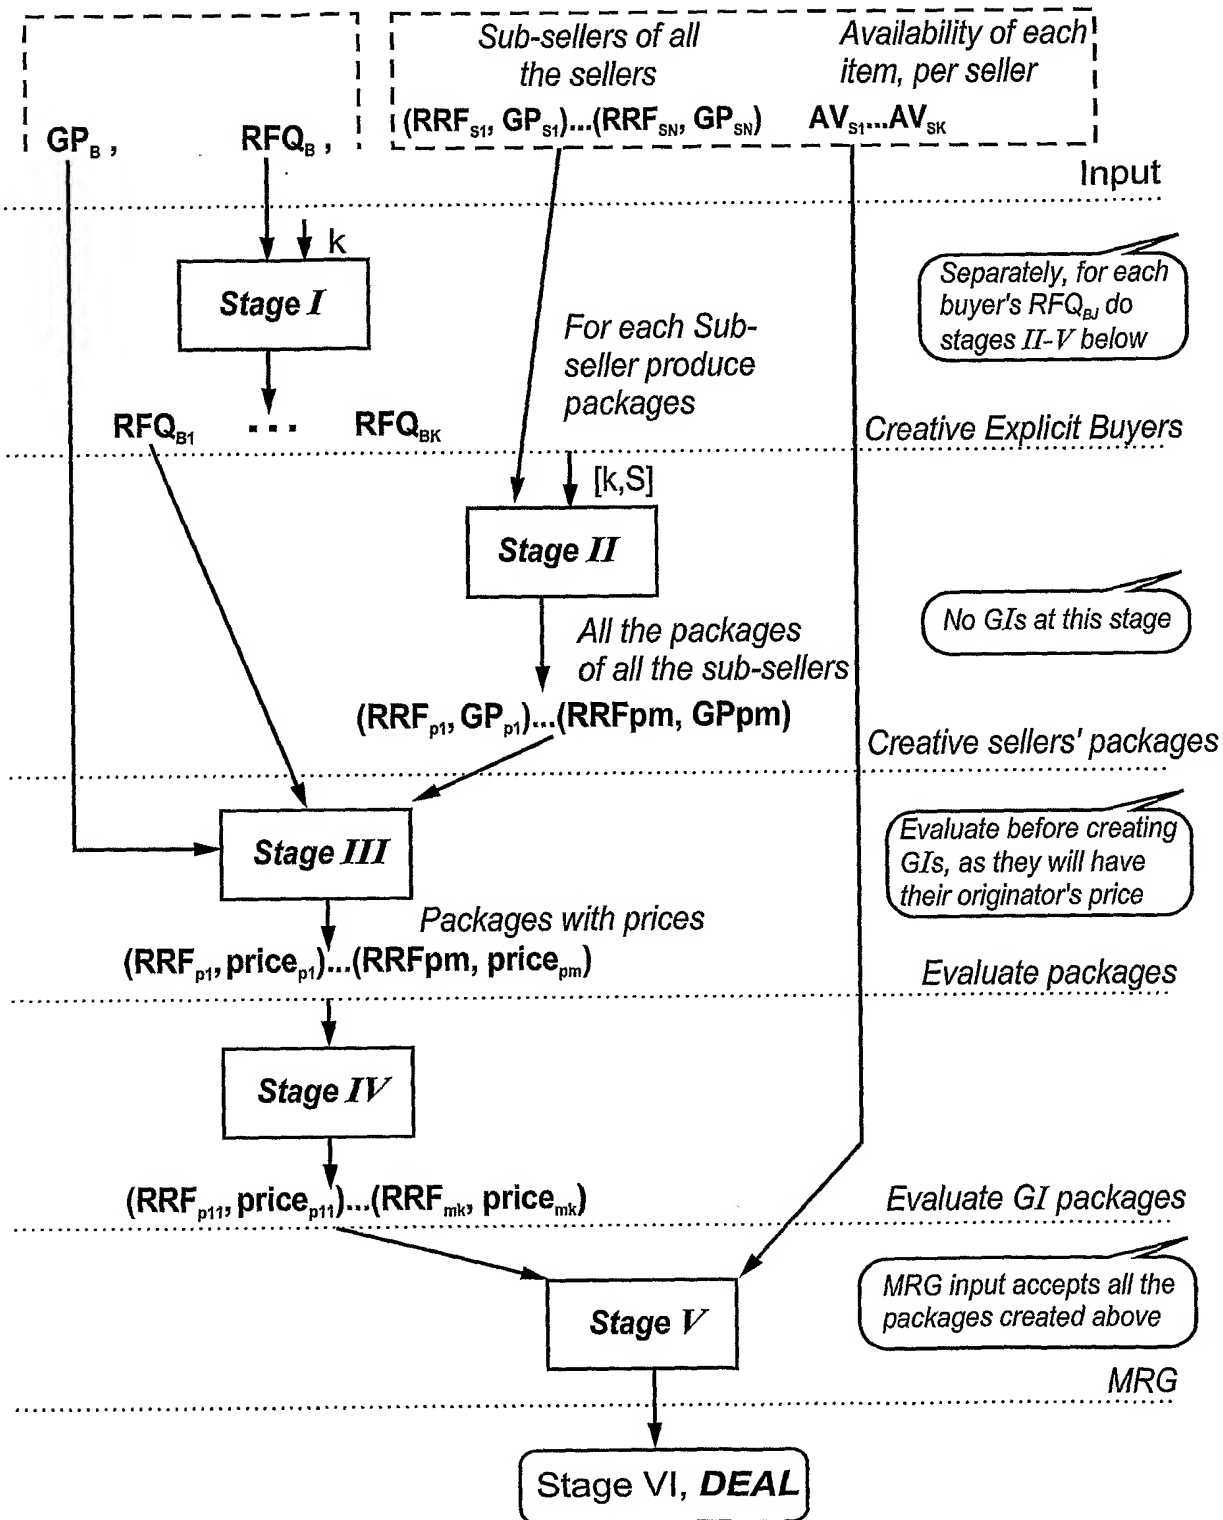 Sub-sellers of all
the sellers
Availability of each
item, per seller
GP_B ,
RFQ_B ,
(RRF_S1, GP_S1)...(RRF_SN, GP_SN)
AV_S1...AV_SK
Input
k
Stage I
Separately, for each
buyer's RFQ_BJ do
stages II-V below
For each Sub-
seller produce
packages
RFQ_B1 ... RFQ_BK
Creative Explicit Buyers
[k,S]
Stage II
No GIs at this stage
All the packages
of all the sub-sellers
(RRF_p1, GP_p1)...(RRFpm, GPpm)
Creative sellers' packages
Stage III
Evaluate before creating
GIs, as they will have
their originator's price
Packages with prices
(RRF_p1, price_p1)...(RRFpm, price_pm)
Evaluate packages
Stage IV
(RRF_p11, price_p11)...(RRF_mk, price_mk)
Evaluate GI packages
Stage V
MRG input accepts all the
packages created above
MRG
Stage VI, DEAL